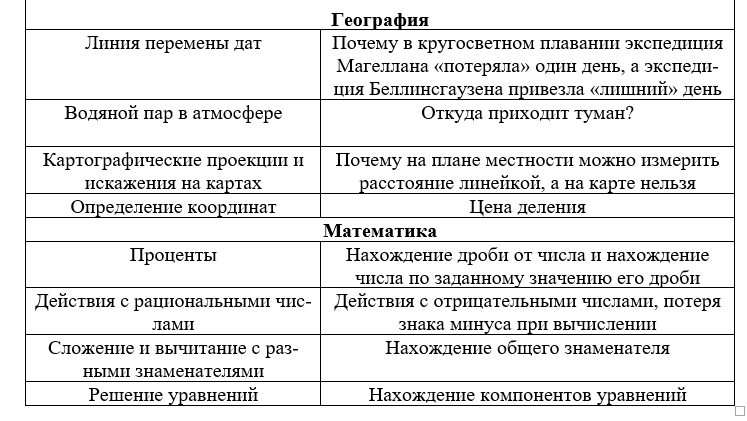 География
Линия перемены дат
Почему в кругосветном плавании экспедиция
Магеллана «потеряла» один день, а экспеди-
ция Беллинсгаузена привезла «лишний» день
Водяной пар в атмосфере
Откуда приходит туман?
Картографические проекции и
искажения на картах
Почему на плане местности можно измерить
расстояние линейкой, а на карте нельзя
Определение координат
Цена деления
Математика
Проценты
Нахождение дроби от числа и нахождение
числа по заданному значению его дроби
Действия с рациональными чис-
лами
Действия с отрицательными числами, потеря
знака минуса при вычислении
Сложение и вычитание с раз-
ными знаменателями
Нахождение общего знаменателя
Решение уравнений
Нахождение компонентов уравнений